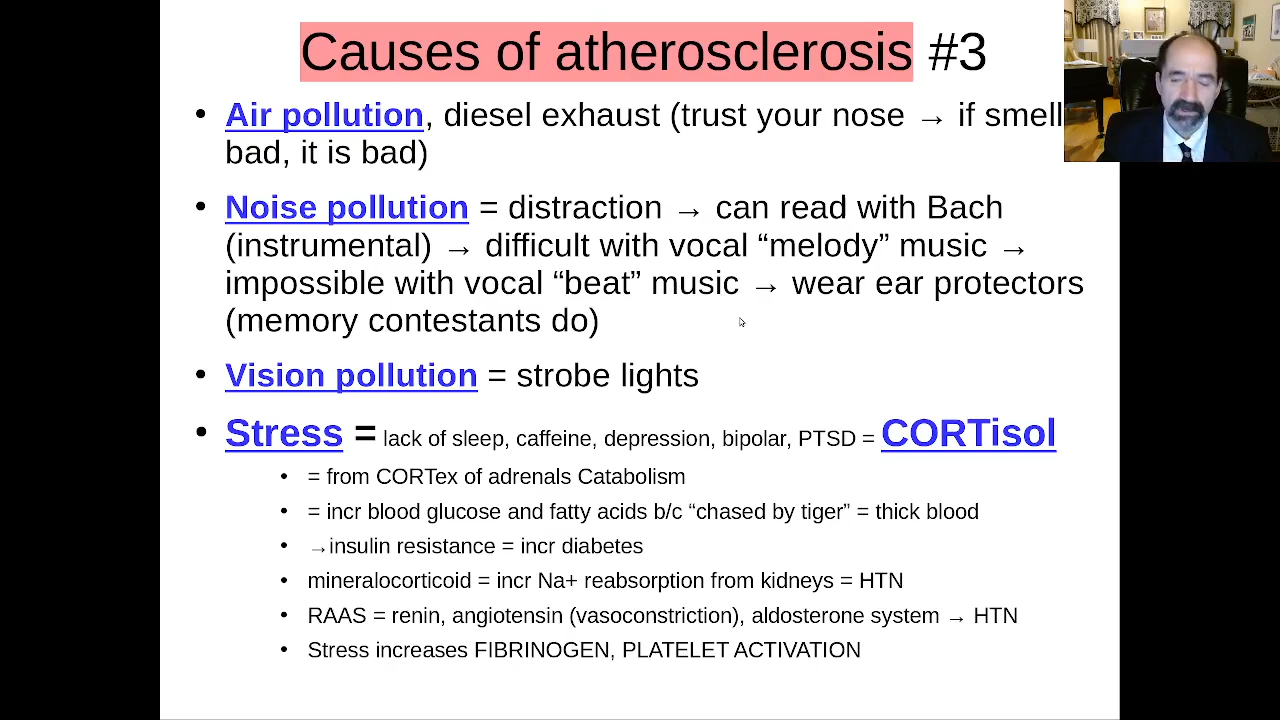 Causes of atherosclerosis #3
• Air pollution, diesel exhaust (trust your nose → if smell
bad, it is bad)
• Noise pollution = distraction → can read with Bach
(instrumental) → difficult with vocal “melody” music →
impossible with vocal “beat” music → wear ear protectors
(memory contestants do)
• Vision pollution = strobe lights
• Stress = lack of sleep, caffeine, depression, bipolar, PTSD = CORTisol
• = from CORTex of adrenals Catabolism
• = incr blood glucose and fatty acids b/c “chased by tiger” = thick blood
• →insulin resistance = incr diabetes
• mineralocorticoid = incr Na+ reabsorption from kidneys = HTN
• RAAS = renin, angiotensin (vasoconstriction), aldosterone system → HTN
• Stress increases FIBRINOGEN, PLATELET ACTIVATION